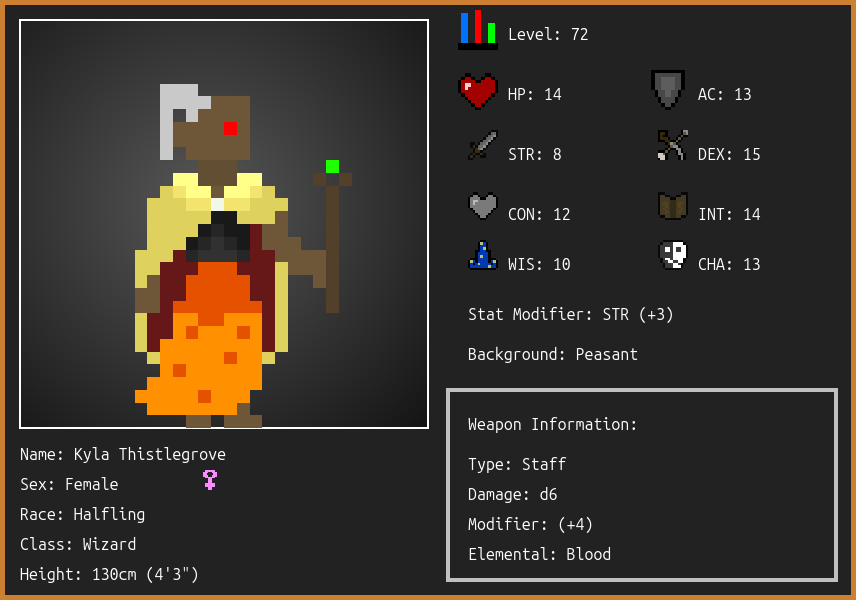 Level: 72
HP: 14
AC: 13
STR: 8
DEX: 15
CON: 12
INT: 14
WIS: 10
CHA: 13
Stat Modifier: STR (+3)
Background: Peasant
Weapon Information:
Type: Staff
Damage: d6
Modifier: (+4)
Elemental: Blood
Name: Kyla Thistlegrove
Sex: Female
Race: Halfling
Class: Wizard
Height: 130cm (4'3")